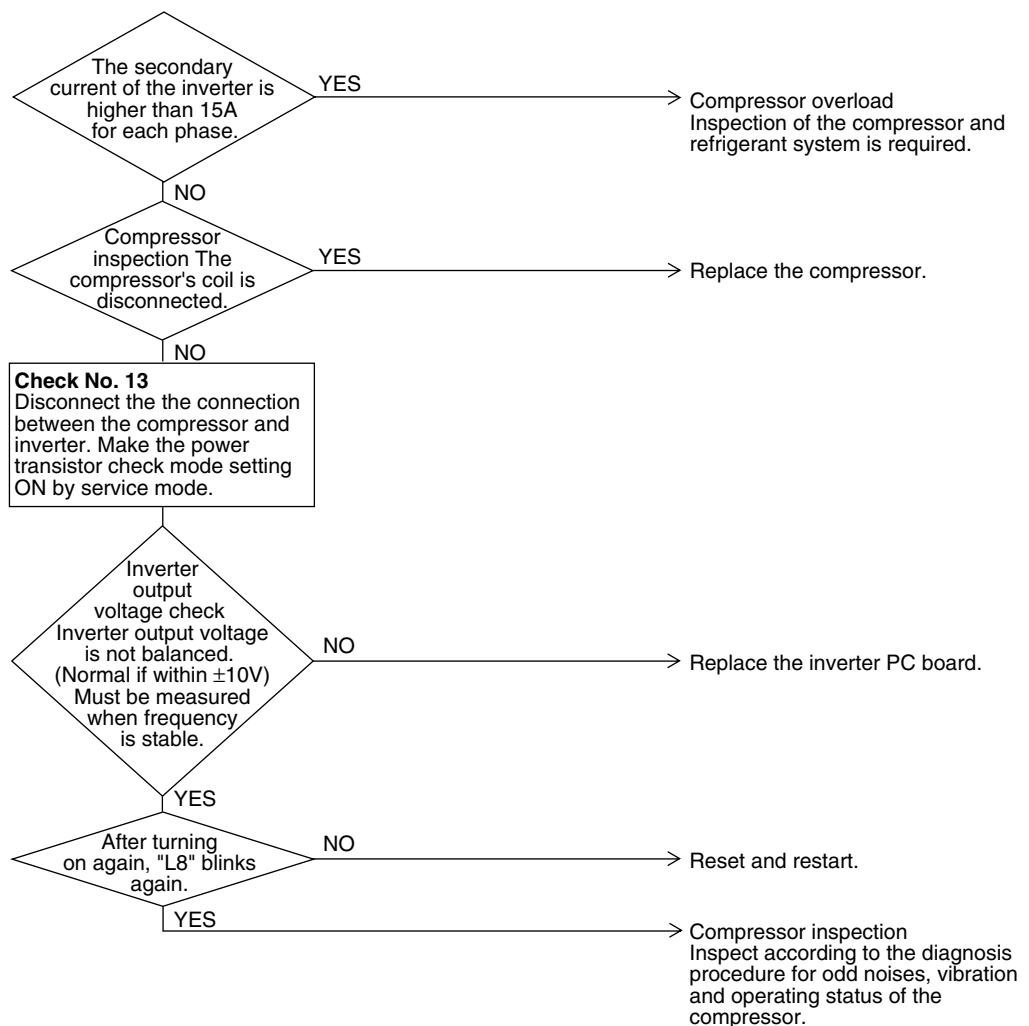 The secondary
current of the inverter is
higher than 15A
for each phase.
YES
Compressor overload
Inspection of the compressor and
refrigerant system is required.
NO
Compressor
inspection The
compressor's coil is
disconnected.
YES
Replace the compressor.
NO
Check No. 13
Disconnect the the connection
between the compressor and
inverter. Make the power
transistor check mode setting
ON by service mode.
Inverter
output
voltage check
Inverter output voltage
is not balanced.
(Normal if within ±10V)
Must be measured
when frequency
is stable.
NO
Replace the inverter PC board.
YES
After turning
on again, "L8" blinks
again.
NO
Reset and restart.
YES
Compressor inspection
Inspect according to the diagnosis
procedure for odd noises, vibration
and operating status of the
compressor.